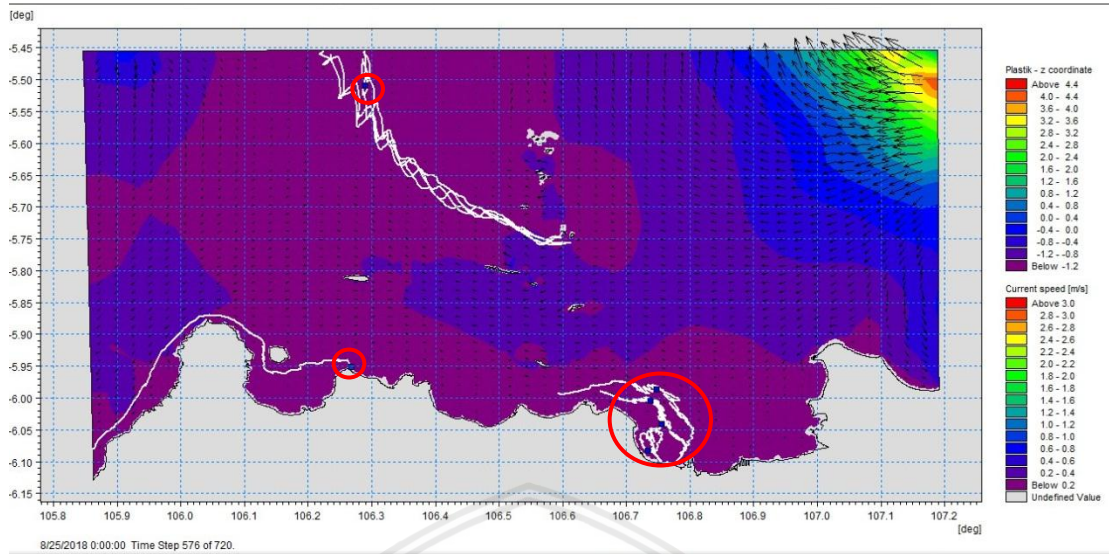 [deg]
-5.45
-5.50
-5.55
-5.60
-5.65
-5.70
-5.75
-5.80
-5.85
-5.90
-5.95
-6.00
-6.05
-6.10
-6.15
105.8 105.9 106.0 106.1 106.2 106.3 106.4 106.5 106.6 106.7 106.8 106.9 107.0 107.1 107.2
[deg]
8/25/2018 0:00:00 Time Step 576 of 720.
Plastik - z coordinate
Above 4.4
4.0 - 4.4
3.6 - 4.0
3.2 - 3.6
2.8 - 3.2
2.4 - 2.8
2.0 - 2.4
1.6 - 2.0
1.2 - 1.6
0.8 - 1.2
0.4 - 0.8
0.0 - 0.4
-0.4 - 0.0
-0.8 - -0.4
-1.2 - -0.8
Below -1.2
Current speed [m/s]
Above 3.0
2.8 - 3.0
2.6 - 2.8
2.4 - 2.6
2.2 - 2.4
2.0 - 2.2
1.8 - 2.0
1.6 - 1.8
1.4 - 1.6
1.2 - 1.4
1.0 - 1.2
0.8 - 1.0
0.6 - 0.8
0.4 - 0.6
0.2 - 0.4
Below 0.2
Undefined Value